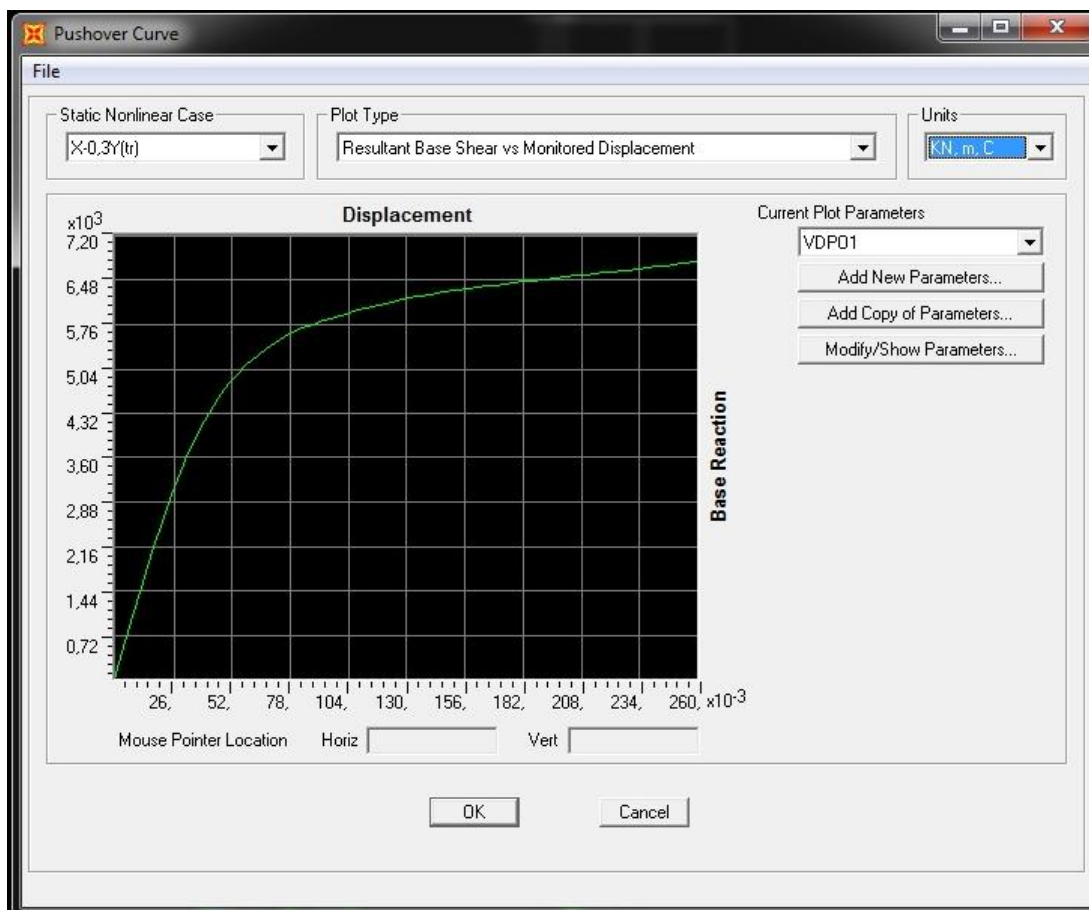 Pushover Curve
File
Static Nonlinear Case
X-0,3Y(tr)
Plot Type
Resultant Base Shear vs Monitored Displacement
Units
KN, m, C
Displacement
x10³
7,20
6,48
5,76
5,04
4,32
3,60
2,88
2,16
1,44
0,72
26, 52, 78, 104, 130, 156, 182, 208, 234, 260, x10⁻³
Base Reaction
Mouse Pointer Location Horiz Vert
Current Plot Parameters
VDPO1
Add New Parameters...
Add Copy of Parameters...
Modify/Show Parameters...
OK Cancel